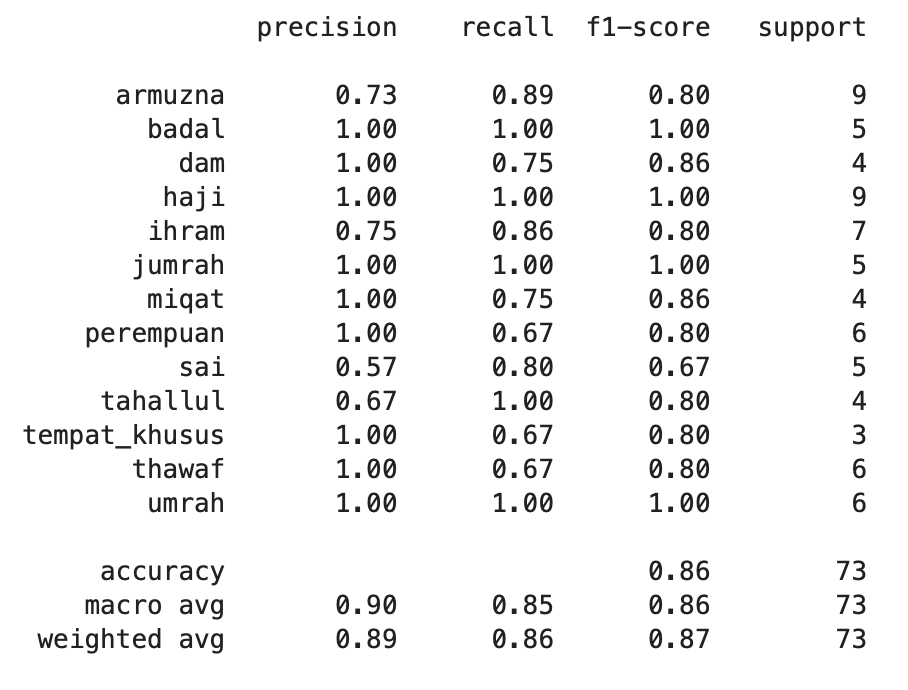 precision recall f1-score support
armuzna 0.73 0.89 0.80 9
badal 1.00 1.00 1.00 5
dam 1.00 0.75 0.86 4
haji 1.00 1.00 1.00 9
ihram 0.75 0.86 0.80 7
jumrah 1.00 1.00 1.00 5
miqat 1.00 0.75 0.86 4
perempuan 1.00 0.67 0.80 6
sai 0.57 0.80 0.67 5
tahallul 0.67 1.00 0.80 4
tempat_khusus 1.00 0.67 0.80 3
thawaf 1.00 0.67 0.80 6
umrah 1.00 1.00 1.00 6
accuracy 0.86 73
macro avg 0.90 0.85 0.86 73
weighted avg 0.89 0.86 0.87 73